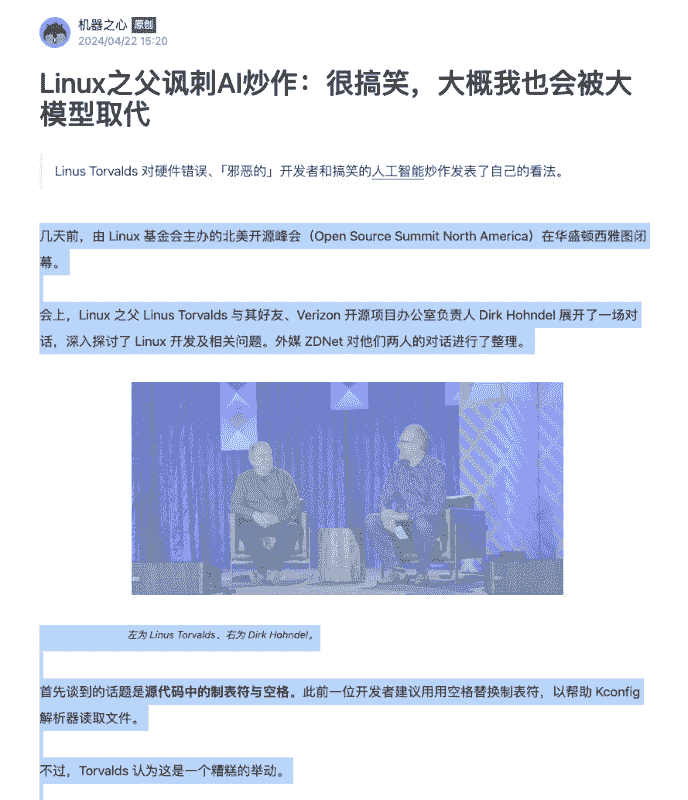 机器之心 原创
2024/04/22 15:20
Linux之父讽刺AI炒作：很搞笑，大概我也会被大
模型取代
Linus Torvalds 对硬件错误、「邪恶的」开发者和搞笑的人工智能炒作发表了自己的看法。
几天前，由 Linux 基金会主办的北美开源峰会（Open Source Summit North America）在华盛顿西雅图闭
幕。
会上，Linux 之父 Linus Torvalds 与其好友、Verizon 开源项目办公室负责人 Dirk Hohndel 展开了一场对
话，深入探讨了 Linux 开发及相关问题。外媒 ZDNet 对他们两人的对话进行了整理。
左为 Linus Torvalds、右为 Dirk Hohndel。
首先谈到的话题是源代码中的制表符与空格。此前一位开发者建议用用空格替换制表符，以帮助 Kconfig
解析器读取文件。
不过，Torvalds 认为这是一个糟糕的举动。